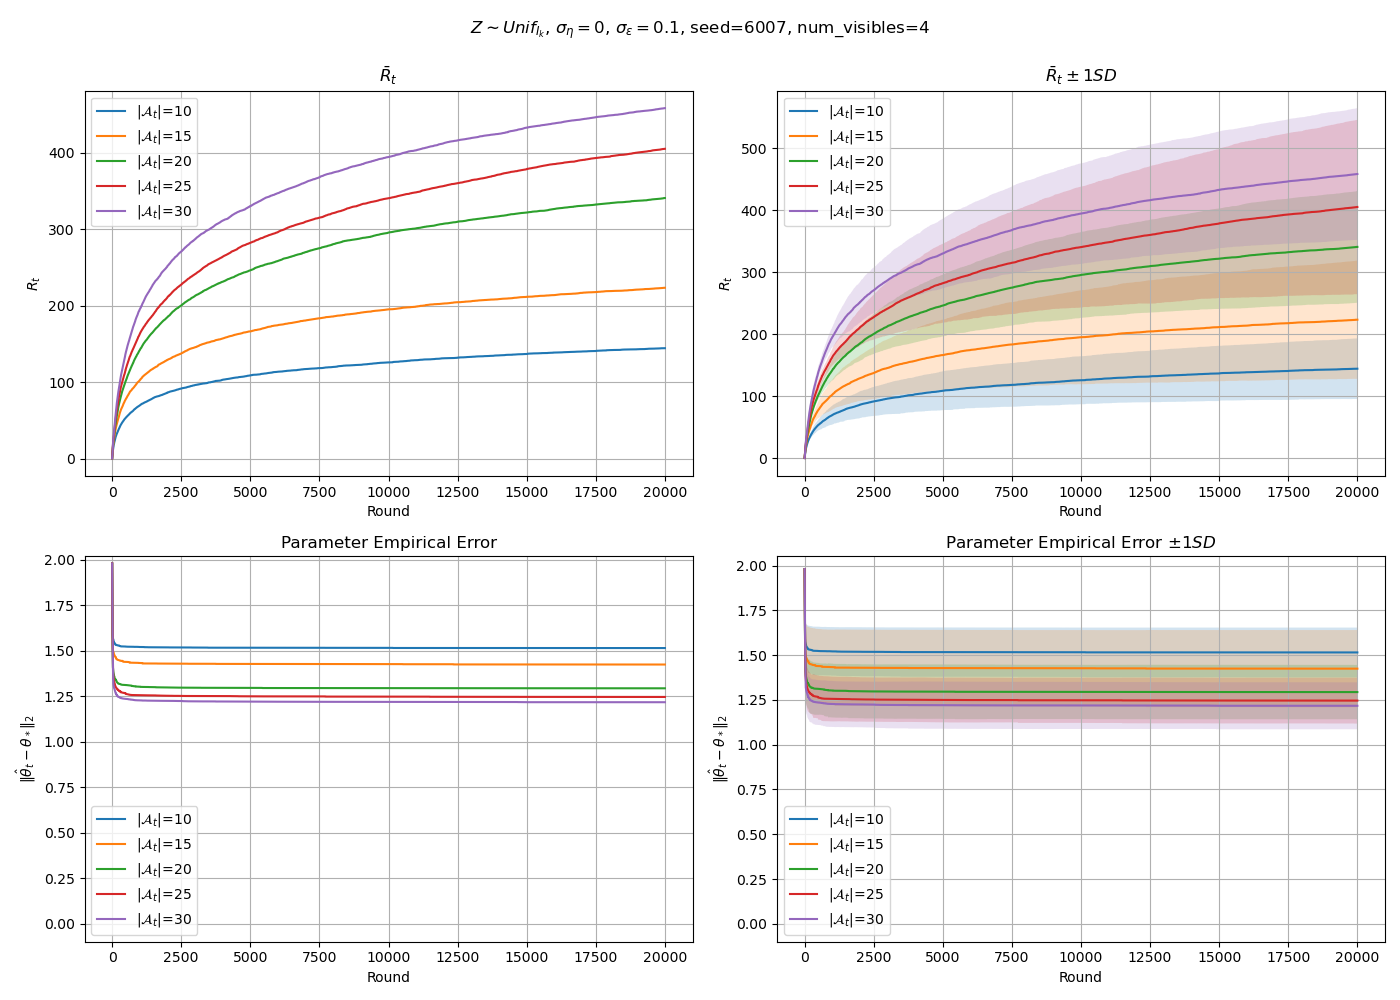 Z ∼ Unif_{I_k}, σ_η = 0, σ_ε = 0.1, seed=6007, num_visibles=4
R̄_t
R_t
400
300
200
100
0
|𝒜_t|=10
|𝒜_t|=15
|𝒜_t|=20
|𝒜_t|=25
|𝒜_t|=30
0 2500 5000 7500 10000 12500 15000 17500 20000
Round
R̄_t ± 1SD
R_t
500
400
300
200
100
0
|𝒜_t|=10
|𝒜_t|=15
|𝒜_t|=20
|𝒜_t|=25
|𝒜_t|=30
0 2500 5000 7500 10000 12500 15000 17500 20000
Round
Parameter Empirical Error
‖θ̂_t − θ_*‖_2
2.00
1.75
1.50
1.25
1.00
0.75
0.50
0.25
0.00
|𝒜_t|=10
|𝒜_t|=15
|𝒜_t|=20
|𝒜_t|=25
|𝒜_t|=30
0 2500 5000 7500 10000 12500 15000 17500 20000
Round
Parameter Empirical Error ±1SD
‖θ̂_t − θ_*‖_2
2.00
1.75
1.50
1.25
1.00
0.75
0.50
0.25
0.00
|𝒜_t|=10
|𝒜_t|=15
|𝒜_t|=20
|𝒜_t|=25
|𝒜_t|=30
0 2500 5000 7500 10000 12500 15000 17500 20000
Round